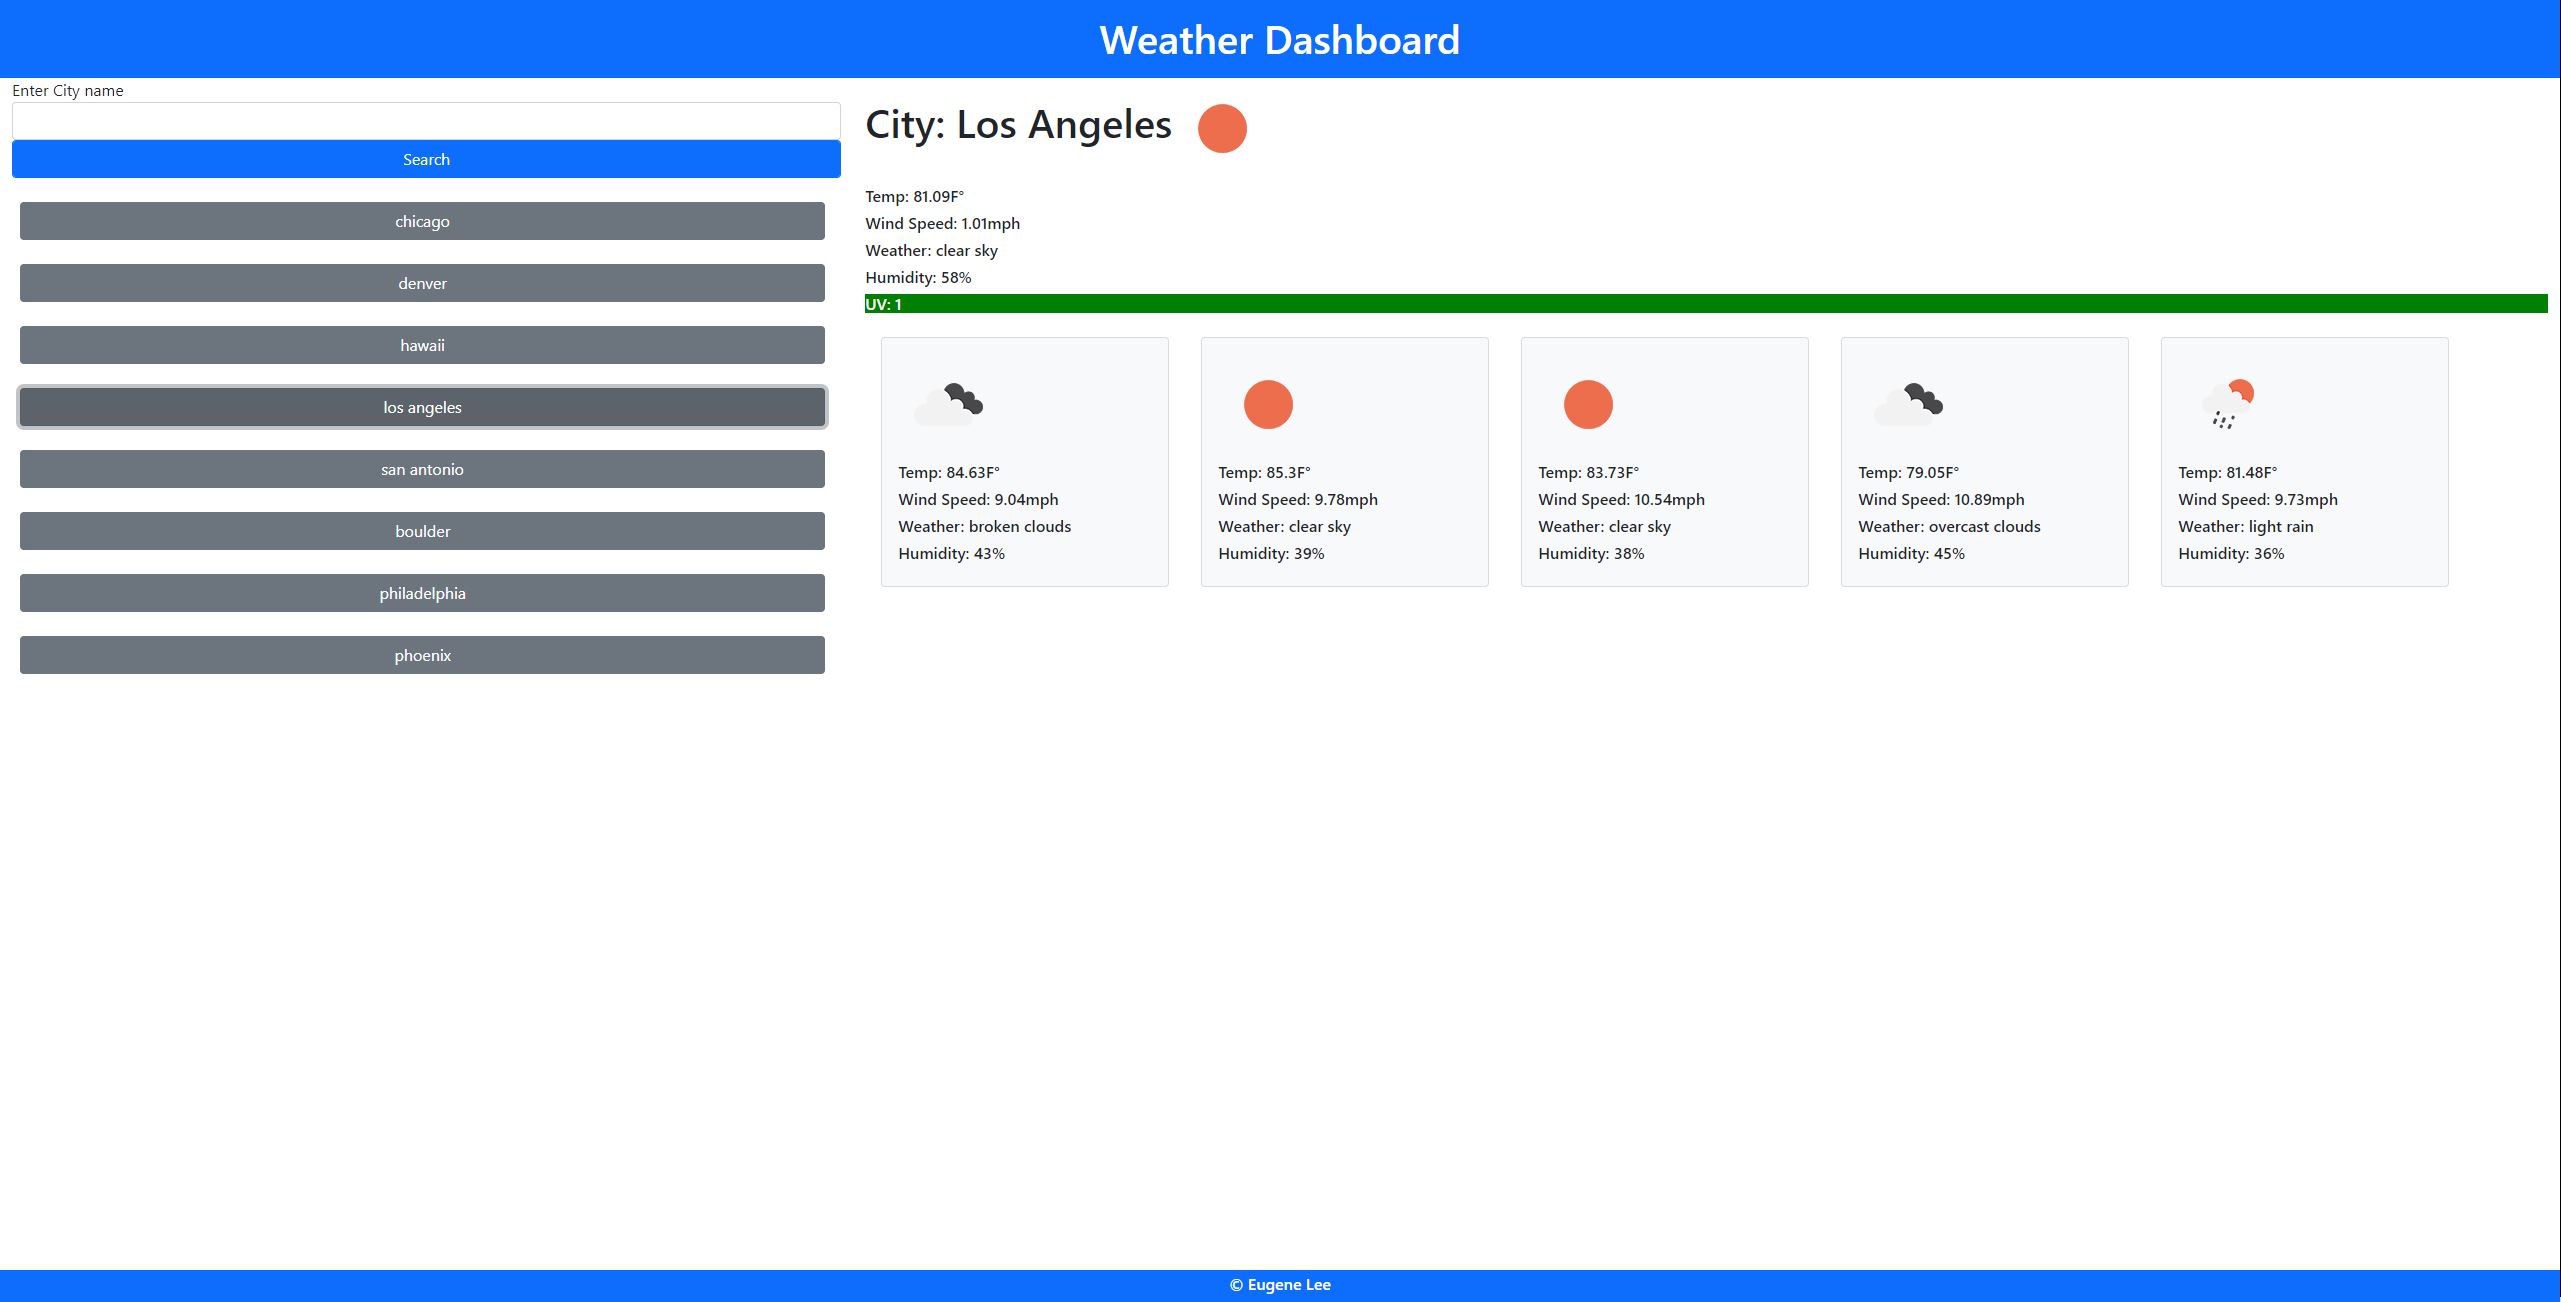 Weather Dashboard
Enter City name
Search
chicago
denver
hawaii
los angeles
san antonio
boulder
philadelphia
phoenix
City: Los Angeles
Temp: 81.09F°
Wind Speed: 1.01mph
Weather: clear sky
Humidity: 58%
UV: 1
Temp: 84.63F°
Wind Speed: 9.04mph
Weather: broken clouds
Humidity: 43%
Temp: 85.3F°
Wind Speed: 9.78mph
Weather: clear sky
Humidity: 39%
Temp: 83.73F°
Wind Speed: 10.54mph
Weather: clear sky
Humidity: 38%
Temp: 79.05F°
Wind Speed: 10.89mph
Weather: overcast clouds
Humidity: 45%
Temp: 81.48F°
Wind Speed: 9.73mph
Weather: light rain
Humidity: 36%
© Eugene Lee